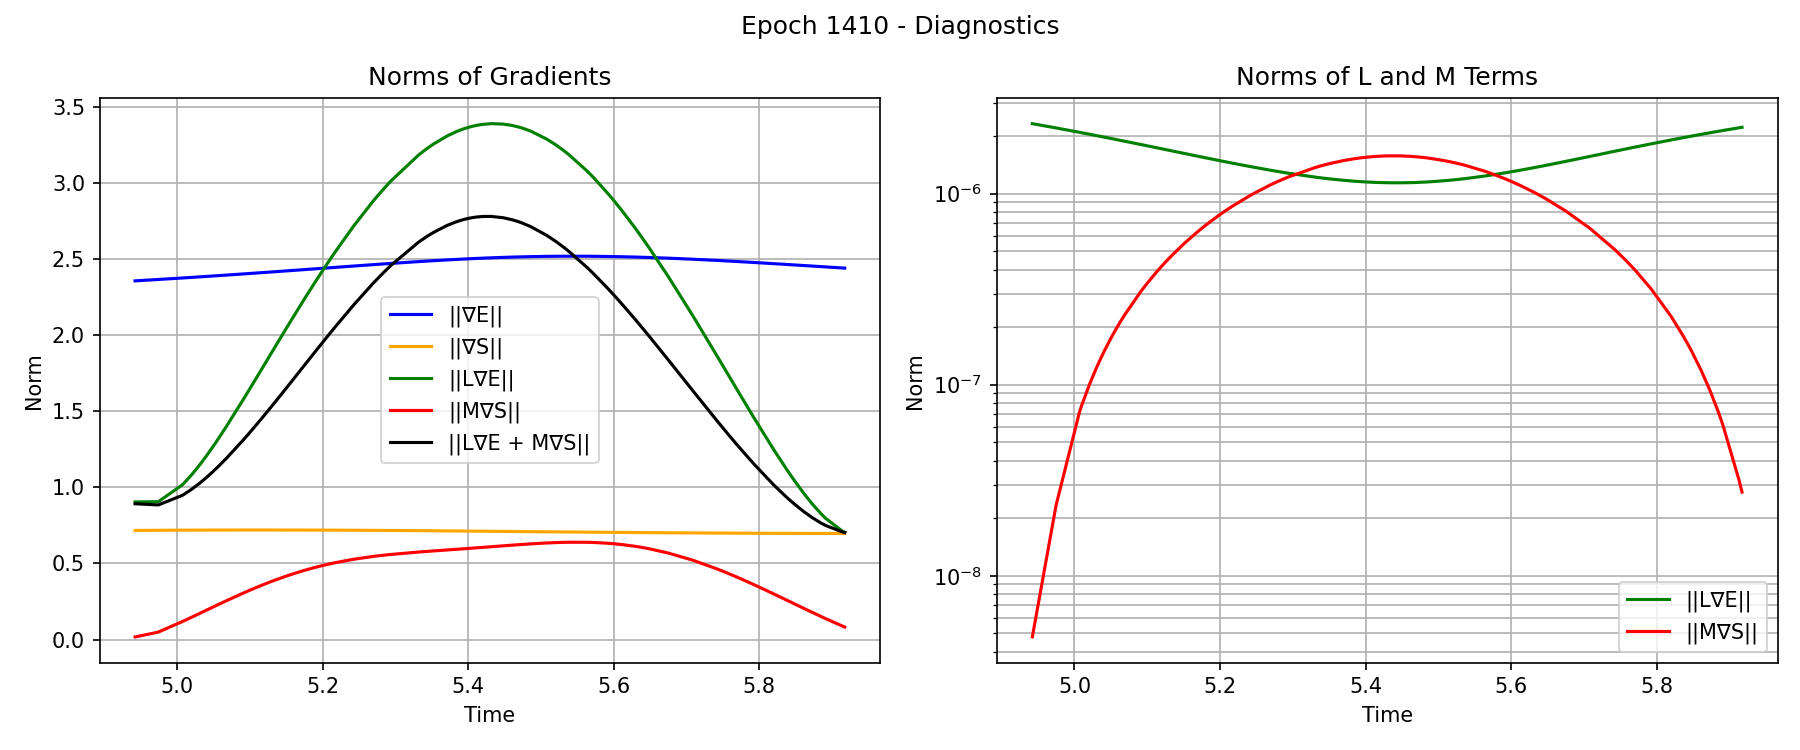 Epoch 1410 - Diagnostics
Norms of Gradients
3.5
3.0
2.5
2.0
1.5
1.0
0.5
0.0
Norm
||∇E||
||∇S||
||L∇E||
||M∇S||
||L∇E + M∇S||
5.0 5.2 5.4 5.6 5.8
Time
Norms of L and M Terms
10⁻⁶
10⁻⁷
10⁻⁸
Norm
||L∇E||
||M∇S||
5.0 5.2 5.4 5.6 5.8
Time